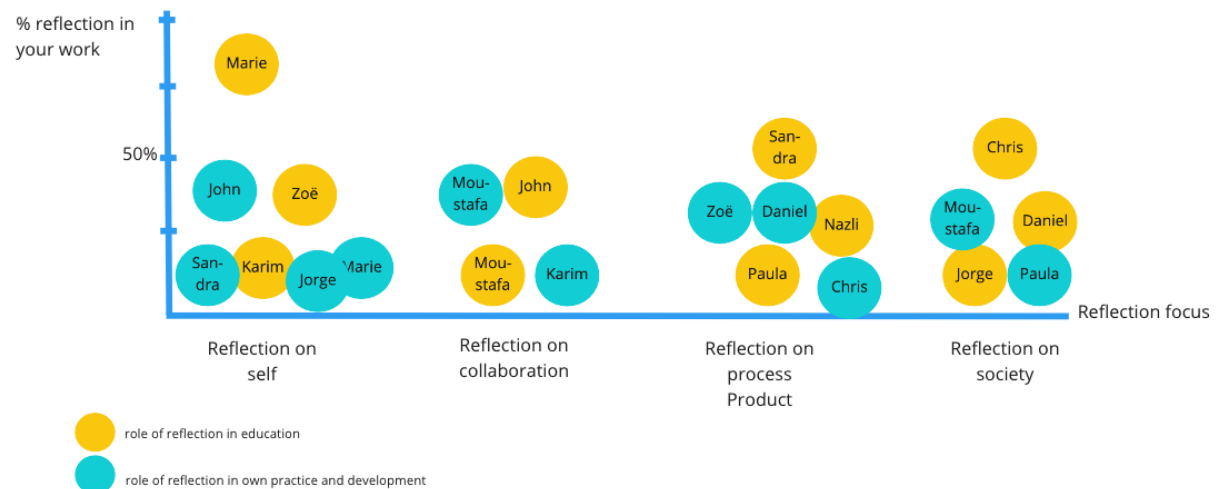 % reflection in
your work
Marie
50%
John
Zoë
San-
dra
Karim
Jorge
Marie
Mou-
stafa
John
Mou-
stafa
Karim
San-
dra
Zoë
Daniel
Nazli
Paula
Chris
Chris
Mou-
stafa
Daniel
Jorge
Paula
Reflection focus
Reflection on
self
Reflection on
collaboration
Reflection on
process
Product
Reflection on
society
role of reflection in education
role of reflection in own practice and development